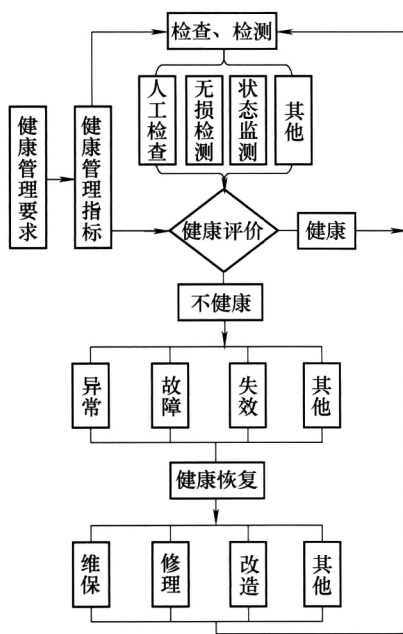 检查、检测
人工检查
无损检测
状态监测
其他
健康管理要求
健康管理指标
健康评价
健康
不健康
异常
故障
失效
其他
健康恢复
维保
修理
改造
其他